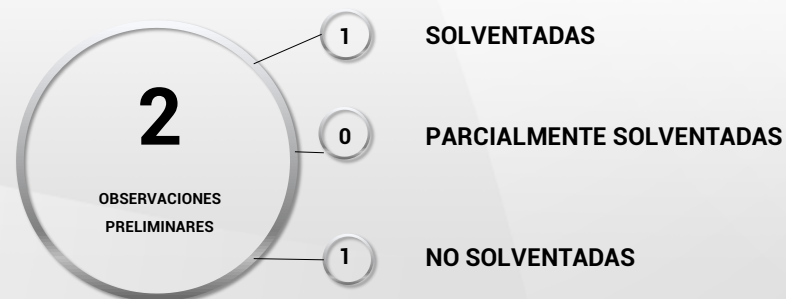 2
OBSERVACIONES
PRELIMINARES
1 SOLVENTADAS
0 PARCIALMENTE SOLVENTADAS
1 NO SOLVENTADAS